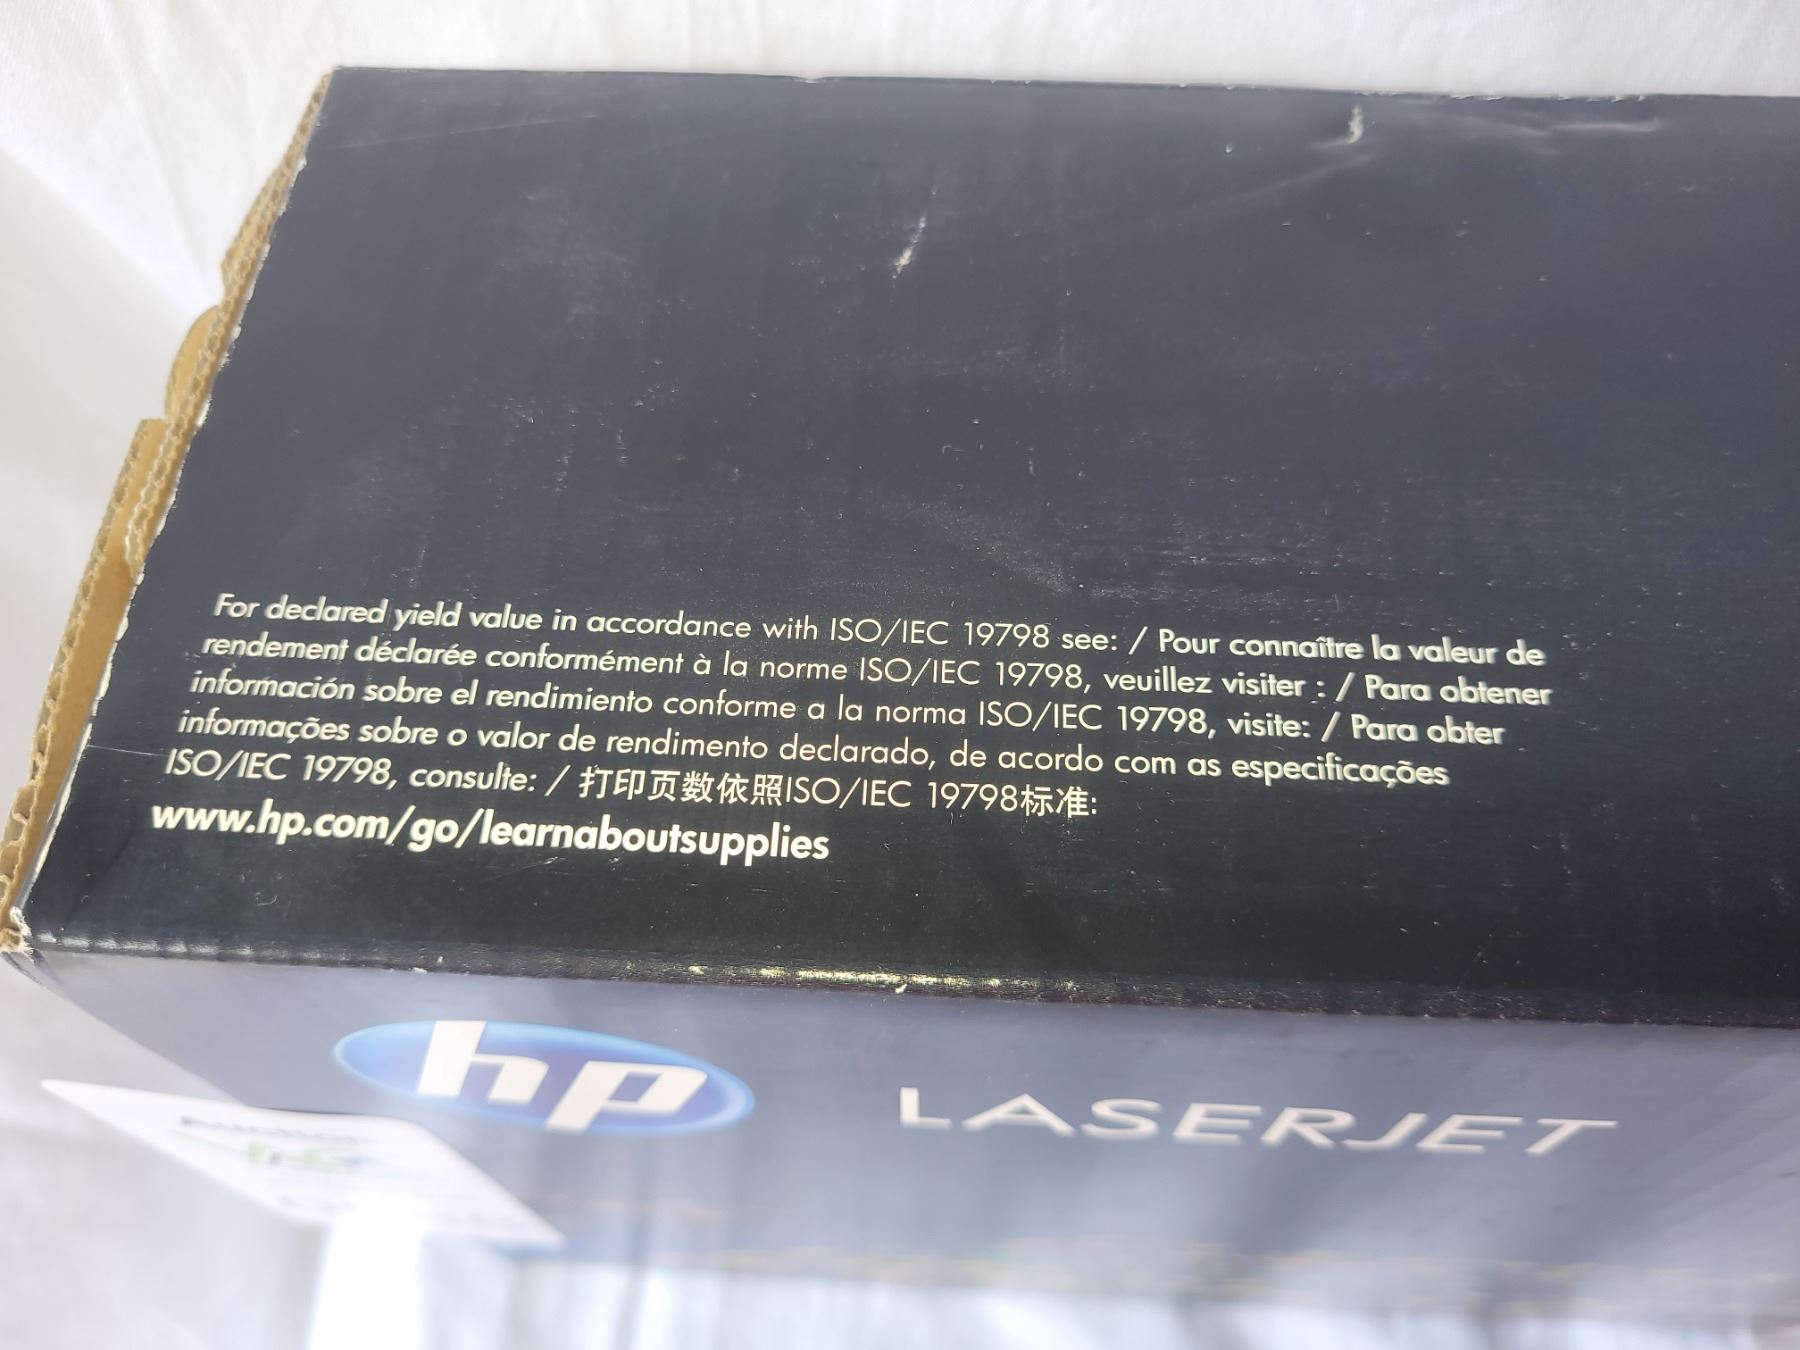 For declared yield value in accordance with ISO/IEC 19798 see: / Pour connaître la valeur de
rendement déclarée conformément à la norme ISO/IEC 19798, veuillez visiter : / Para obtener
información sobre el rendimiento conforme a la norma ISO/IEC 19798, visite: / Para obter
informações sobre o valor de rendimento declarado, de acordo com as especificações
ISO/IEC 19798, consulte: / 打印页数依照ISO/IEC 19798标准:
www.hp.com/go/learnaboutsupplies
hp LASERJET